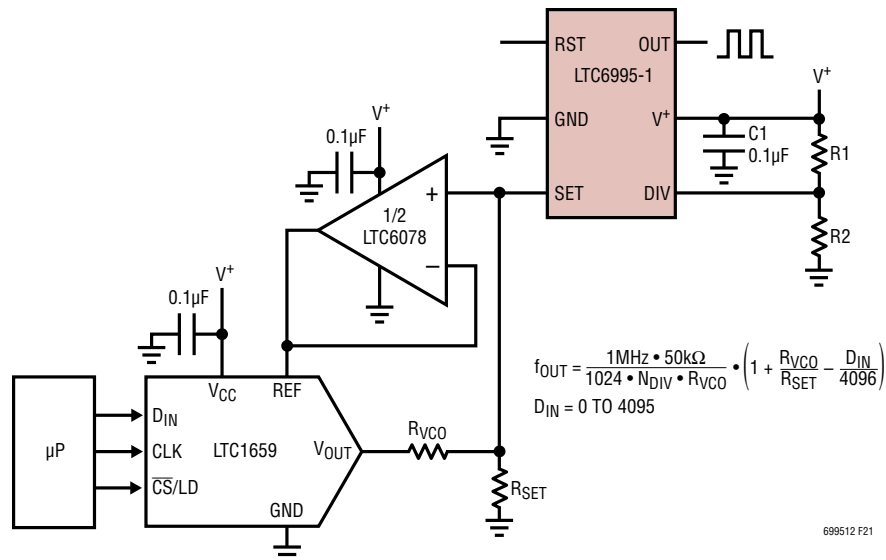 RST
OUT
LTC6995-1
GND
V+
SET
DIV
V+
C1
0.1µF
R1
R2
V+
0.1µF
+
1/2
LTC6078
−
V+
0.1µF
VCC
REF
µP
DIN
CLK
CS/LD
LTC1659
VOUT
GND
RVCO
RSET
fOUT = 1MHz • 50kΩ / 1024 • NDIV • RVCO • (1 + RVCO / RSET − DIN / 4096)
DIN = 0 TO 4095
699512 F21